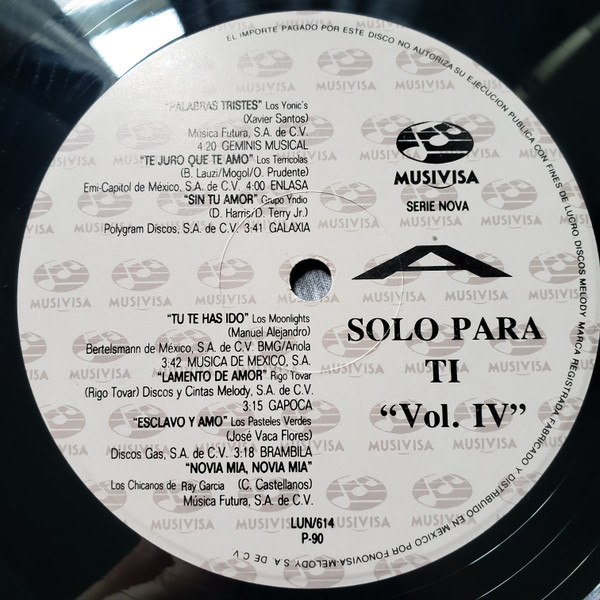 EL IMPORTE PAGADO POR ESTE DISCO NO AUTORIZA SU EJECUCION PUBLICA CON FINES DE LUCRO DISCOS MELODY MARCA REGISTRADA FABRICADO Y DISTRIBUIDO EN MEXICO POR FONOVISA-MELODY S.A DE C V
"PALABRAS TRISTES" Los Yonic's
(Xavier Santos)
Música Futura, S.A. de C.V.
4 20 GEMINIS MUSICAL
"TE JURO QUE TE AMO" Los Terricolas
(B. Lauzi/Mogol/O. Prudente)
Emi-Capitol de México, S.A. de C.V. 4:00 ENLASA
"SIN TU AMOR" Grupo Yndio
(D. Harris/D. Terry Jr.)
Polygram Discos, S.A. de C.V. 3:41 GALAXIA
MUSIVISA
SERIE NOVA
A
SOLO PARA
TI
"Vol. IV"
"TU TE HAS IDO" Los Moonlights
(Manuel Alejandro)
Bertelsmann de México, S.A. de C.V. BMG/Ariola
3:42 MUSICA DE MEXICO, S.A.
"LAMENTO DE AMOR" Rigo Tovar
(Rigo Tovar) Discos y Cintas Melody, S.A. de C.V.
3:15 GAPOCA
"ESCLAVO Y AMO" Los Pasteles Verdes
(José Vaca Flores)
Discos Gas, S.A. de C.V. 3:18 BRAMBILA
"NOVIA MIA, NOVIA MIA"
Los Chicanos de Ray Garcia (C. Castellanos)
Música Futura, S.A. de C.V.
LUN/614
P-90